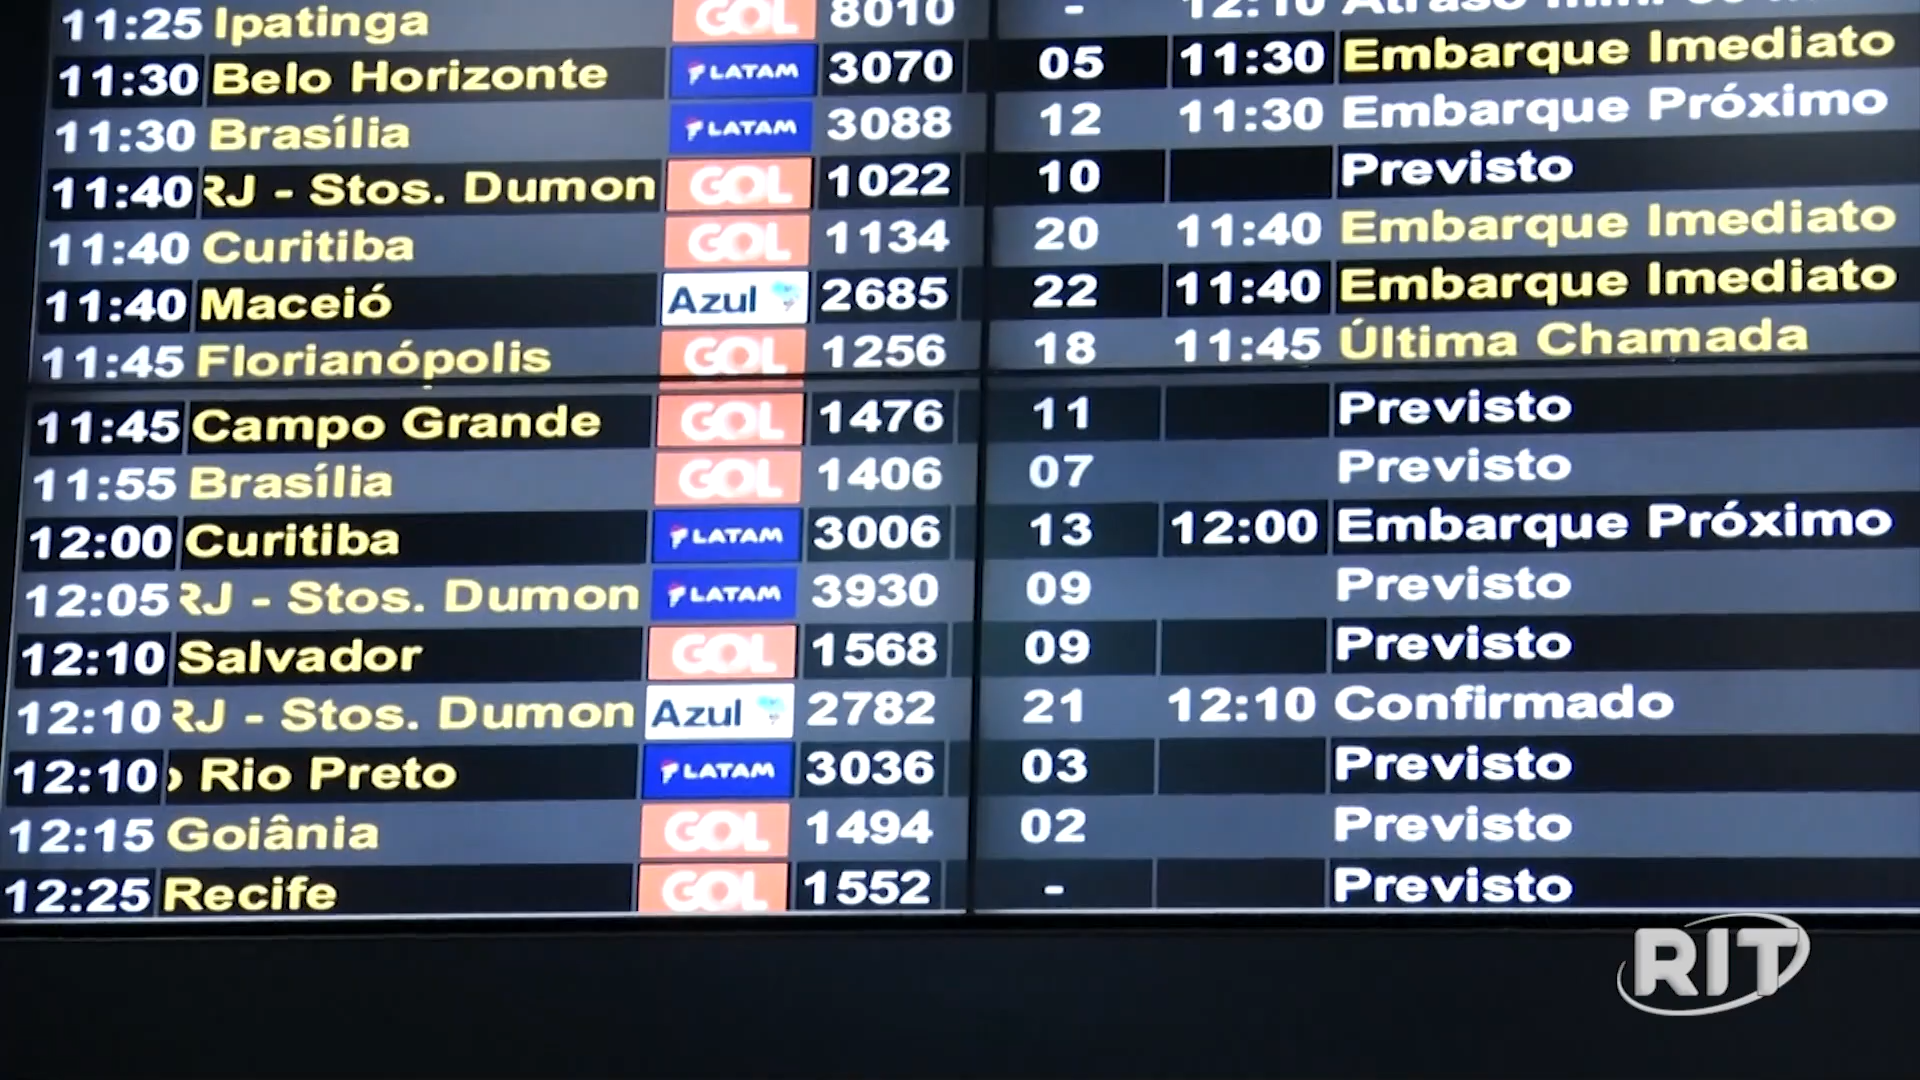 11:25 Ipatinga GOL 8010 - 12:10
11:30 Belo Horizonte LATAM 3070 05 11:30 Embarque Imediato
11:30 Brasília LATAM 3088 12 11:30 Embarque Próximo
11:40 RJ - Stos. Dumon GOL 1022 10 Previsto
11:40 Curitiba GOL 1134 20 11:40 Embarque Imediato
11:40 Maceió Azul 2685 22 11:40 Embarque Imediato
11:45 Florianópolis GOL 1256 18 11:45 Última Chamada
11:45 Campo Grande GOL 1476 11 Previsto
11:55 Brasília GOL 1406 07 Previsto
12:00 Curitiba LATAM 3006 13 12:00 Embarque Próximo
12:05 RJ - Stos. Dumon LATAM 3930 09 Previsto
12:10 Salvador GOL 1568 09 Previsto
12:10 RJ - Stos. Dumon Azul 2782 21 12:10 Confirmado
12:10 Rio Preto LATAM 3036 03 Previsto
12:15 Goiânia GOL 1494 02 Previsto
12:25 Recife GOL 1552 - Previsto
RIT